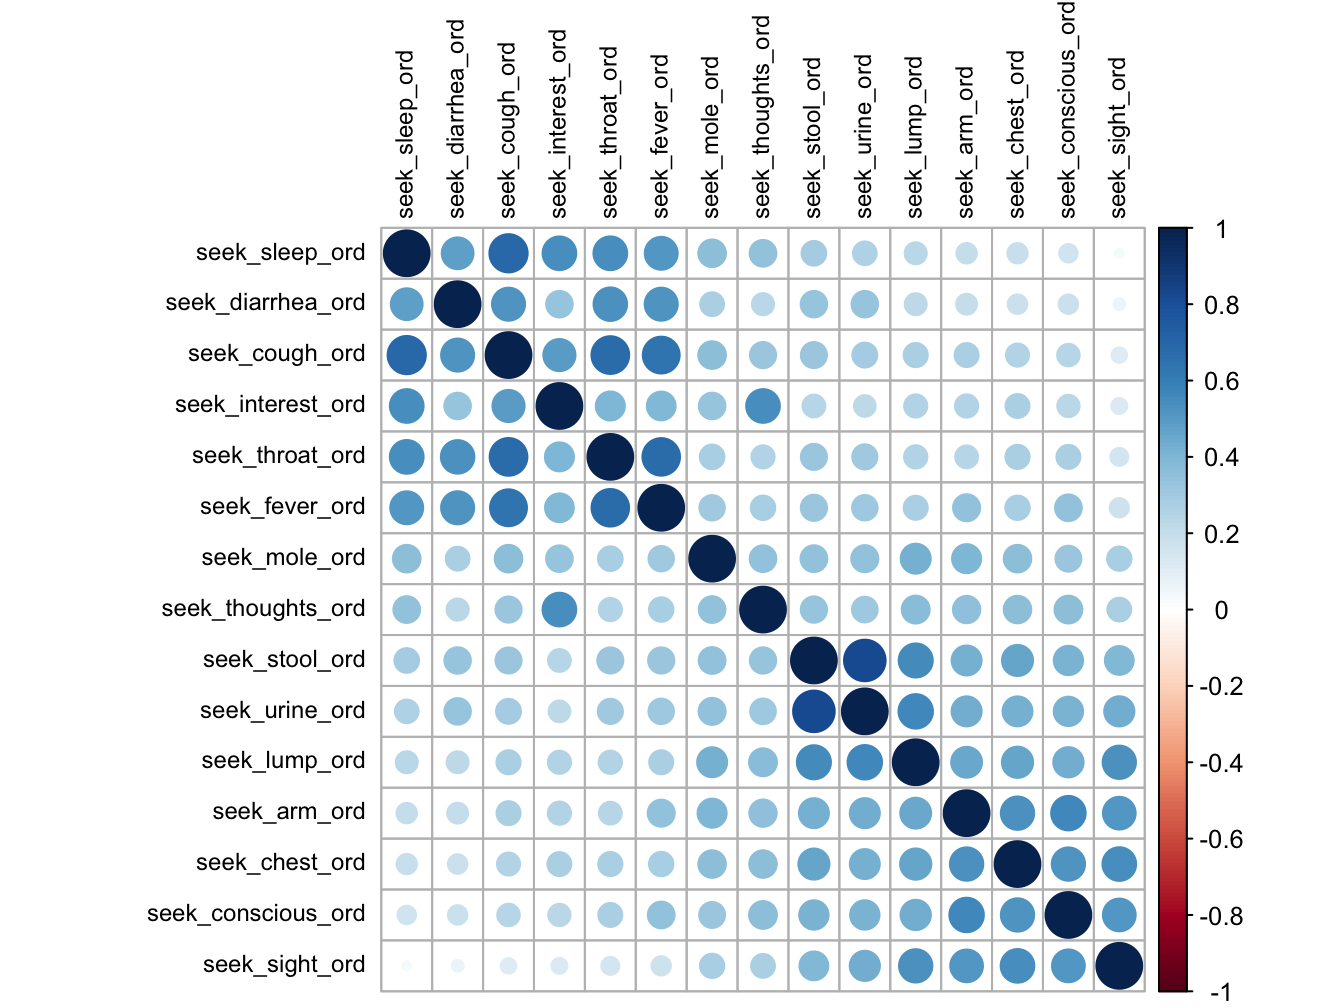 seek_sleep_ord
seek_diarrhea_ord
seek_cough_ord
seek_interest_ord
seek_throat_ord
seek_fever_ord
seek_mole_ord
seek_thoughts_ord
seek_stool_ord
seek_urine_ord
seek_lump_ord
seek_arm_ord
seek_chest_ord
seek_conscious_ord
seek_sight_ord
seek_sleep_ord
seek_diarrhea_ord
seek_cough_ord
seek_interest_ord
seek_throat_ord
seek_fever_ord
seek_mole_ord
seek_thoughts_ord
seek_stool_ord
seek_urine_ord
seek_lump_ord
seek_arm_ord
seek_chest_ord
seek_conscious_ord
seek_sight_ord
1
0.8
0.6
0.4
0.2
0
-0.2
-0.4
-0.6
-0.8
-1